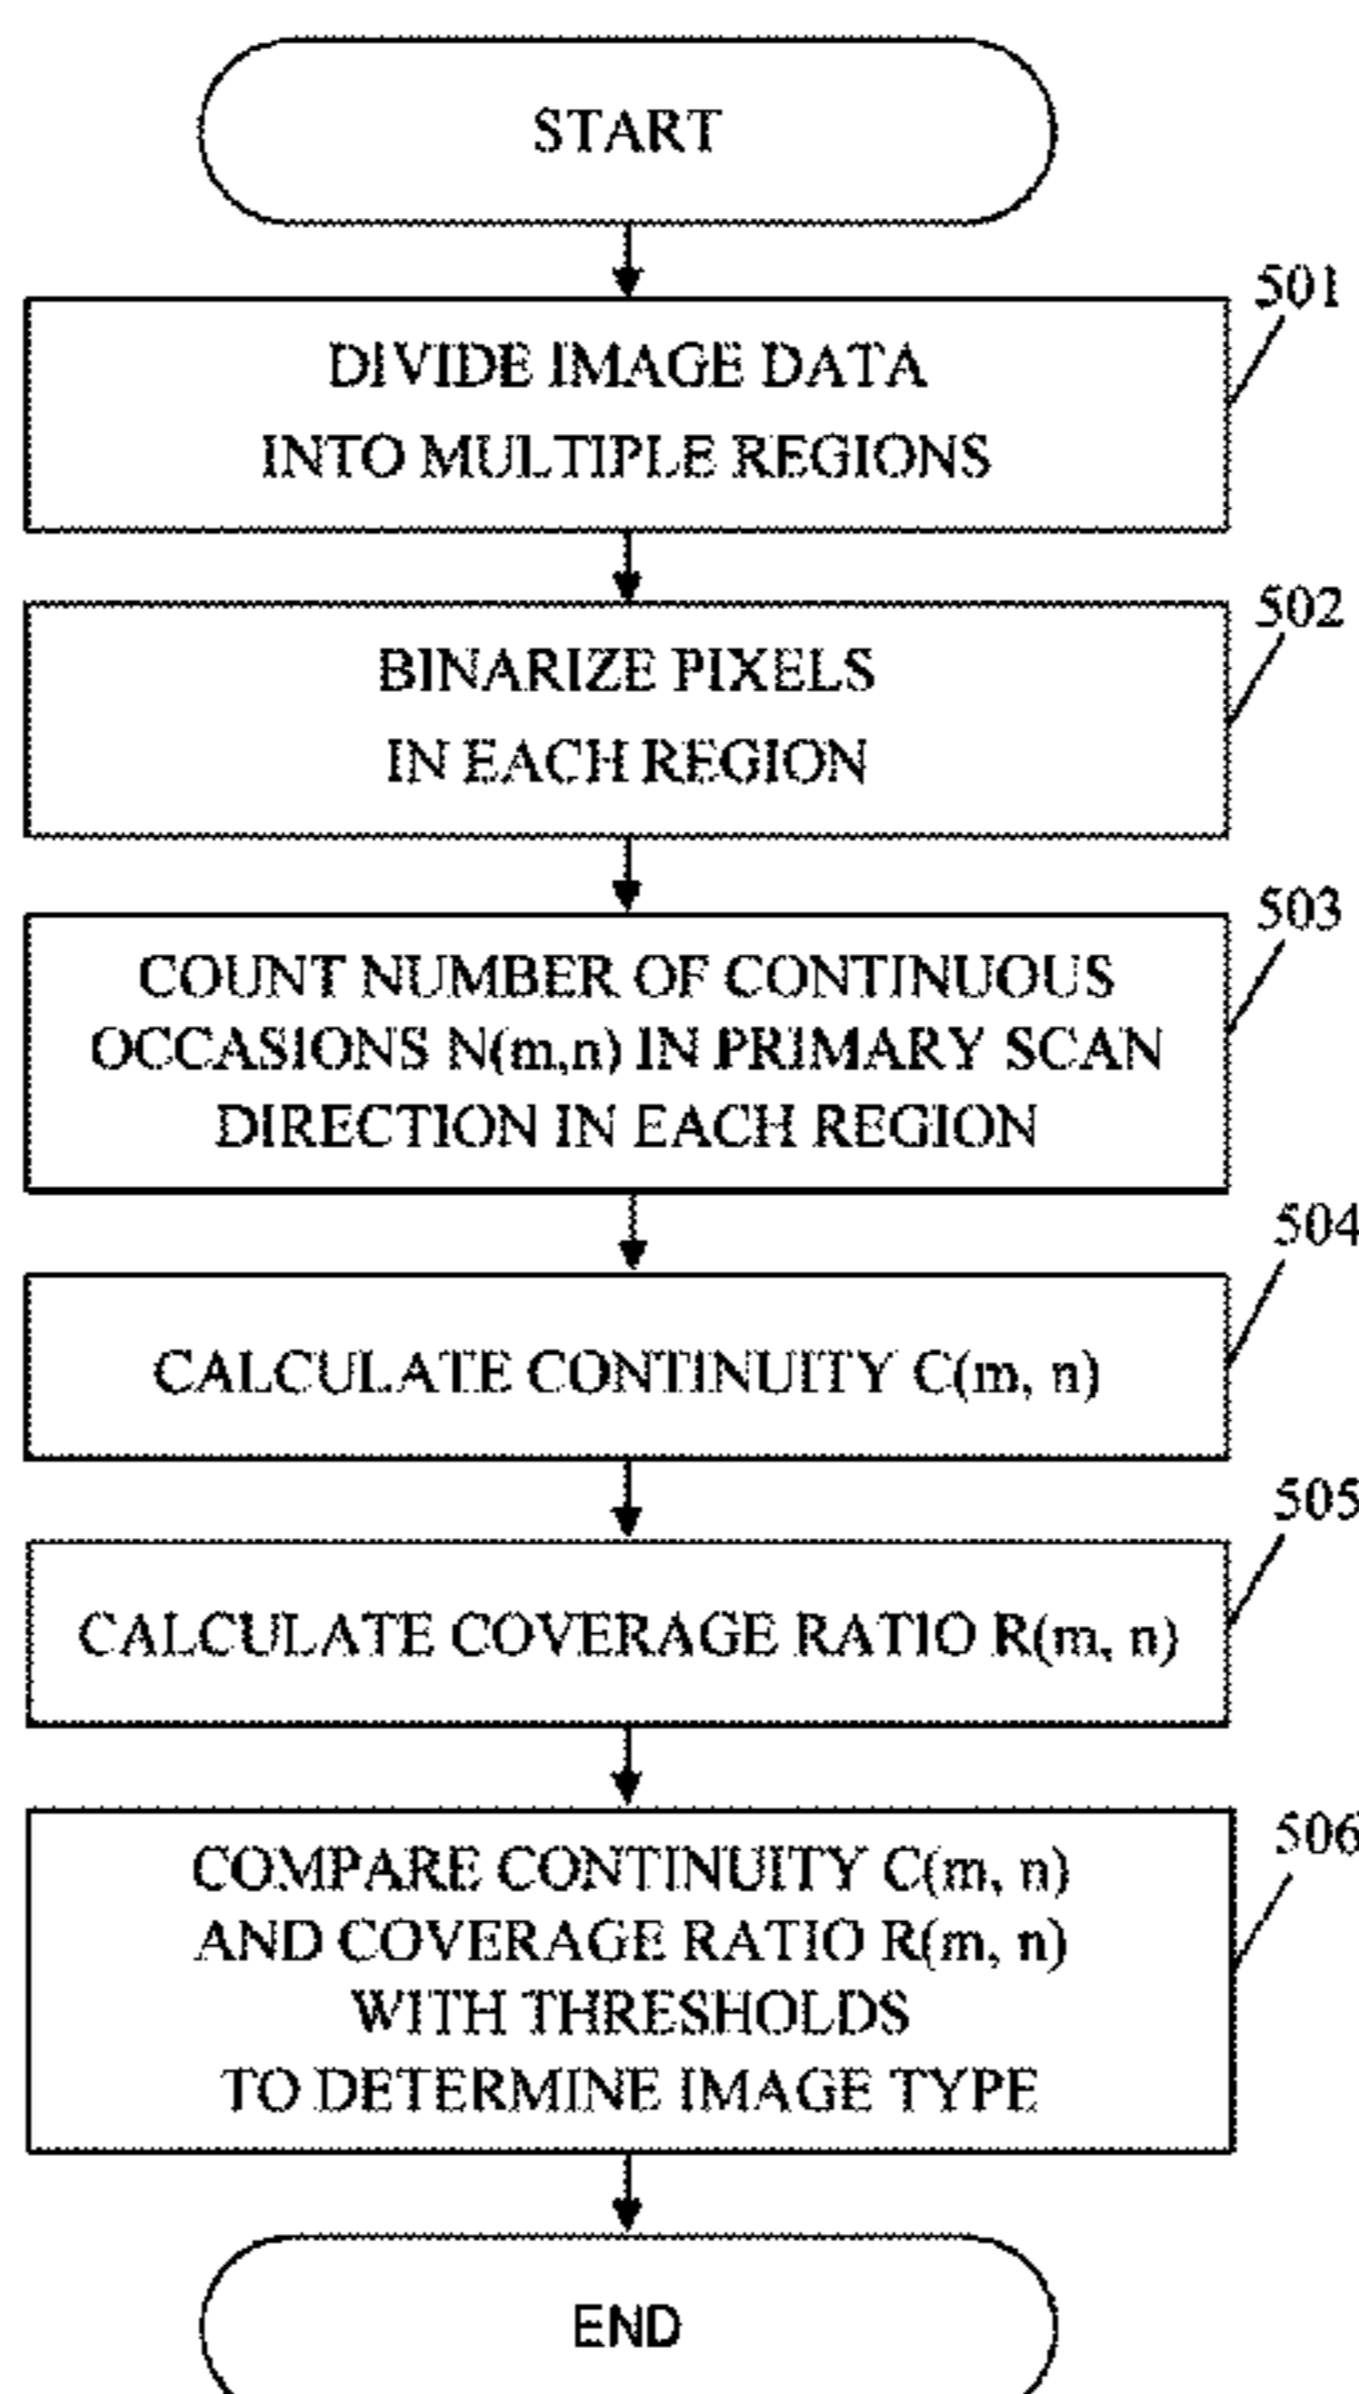 START
501
DIVIDE IMAGE DATA
INTO MULTIPLE REGIONS
502
BINARIZE PIXELS
IN EACH REGION
503
COUNT NUMBER OF CONTINUOUS
OCCASIONS N(m,n) IN PRIMARY SCAN
DIRECTION IN EACH REGION
504
CALCULATE CONTINUITY C(m, n)
505
CALCULATE COVERAGE RATIO R(m, n)
506
COMPARE CONTINUITY C(m, n)
AND COVERAGE RATIO R(m, n)
WITH THRESHOLDS
TO DETERMINE IMAGE TYPE
END